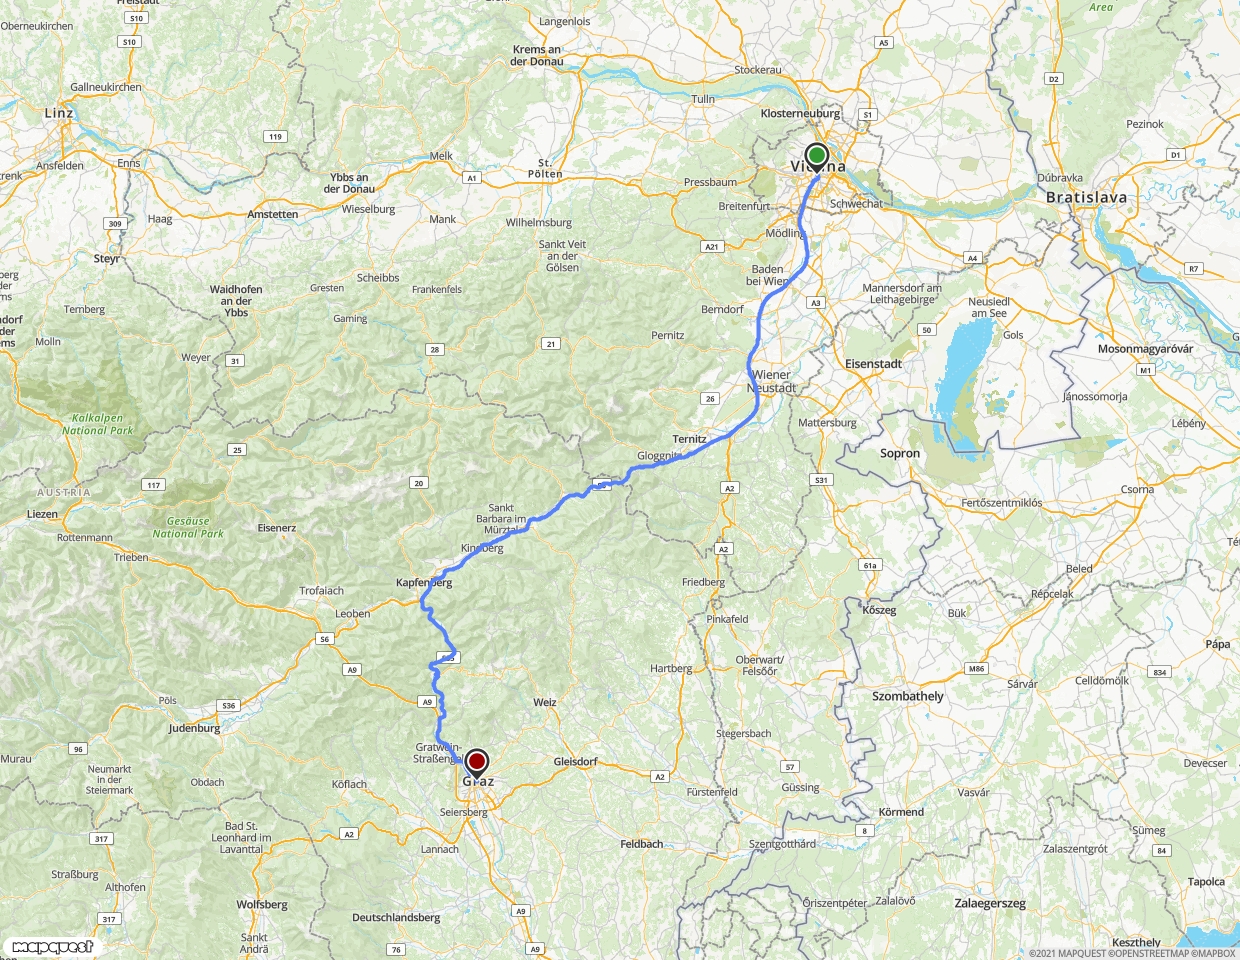 S10
Freistadt
Area
Oberneukirchen
Langenlois
S10
A5
Krems an
der Donau
Stockerau
D2
Gallneukirchen
Tulln
Linz
Klosterneuburg
S1
Pezinok
119
D1
Ansfelden
Enns
Melk
St.
Pölten
Vienna
Ybbs an
der Donau
A1
Pressbaum
Dúbravka
Bratislava
Haag
Amstetten
Wieselburg
Mank
Breitenfurt
Schwechat
309
Wilhelmsburg
Mödling
Steyr
Sankt Veit
an der
Gölsen
A21
A4
R7
Scheibbs
Baden
bei Wien
Waidhofen
an der
Ybbs
Gresten
Frankenfels
Mannersdorf am
Leithagebirge
A3
Neusiedl
am See
Ternberg
Berndorf
Gaming
50
Gols
Molln
Pernitz
21
28
Weyer
31
Eisenstadt
Mosonmagyaróvár
M1
Wiener
Neustadt
26
Jánossomorja
Kalkalpen
National Park
Mattersburg
Lébény
Ternitz
25
Gloggnitz
Sopron
117
20
S31
A2
Csorna
AUSTRIA
Fertőszentmiklós
Liezen
Sankt
Barbara im
Mürztal
Gesäuse
National Park
Eisenerz
Rottenmann
Kindberg
A2
Trieben
61a
Beled
Kapfenberg
Friedberg
Trofaiach
Répcelak
Kőszeg
Bük
Leoben
Pinkafeld
S6
Pápa
S35
A9
Hartberg
Oberwart/
Felsőőr
M86
834
Sárvár
Celldömölk
Szombathely
Pöls
S36
A9
Weiz
Judenburg
Stegersbach
96
Gratwein-
Straßengel
Murau
Neumarkt
in der
Steiermark
Gleisdorf
57
Devecser
Obdach
Köflach
A2
Graz
Fürstenfeld
Güssing
Vasvár
Seiersberg
Körmend
317
Bad St.
Leonhard im
Lavanttal
A2
8
Sümeg
Lannach
Feldbach
Szentgotthárd
84
Zalaszentgrót
Straßburg
Althofen
Tapolca
Wolfsberg
Őriszentpéter
Zalalövő
Zalaegerszeg
317
Deutschlandsberg
A9
Sankt
Andrä
76
A9
Keszthely
mapquest
©2021 MAPQUEST ©OPENSTREETMAP ©MAPBOX